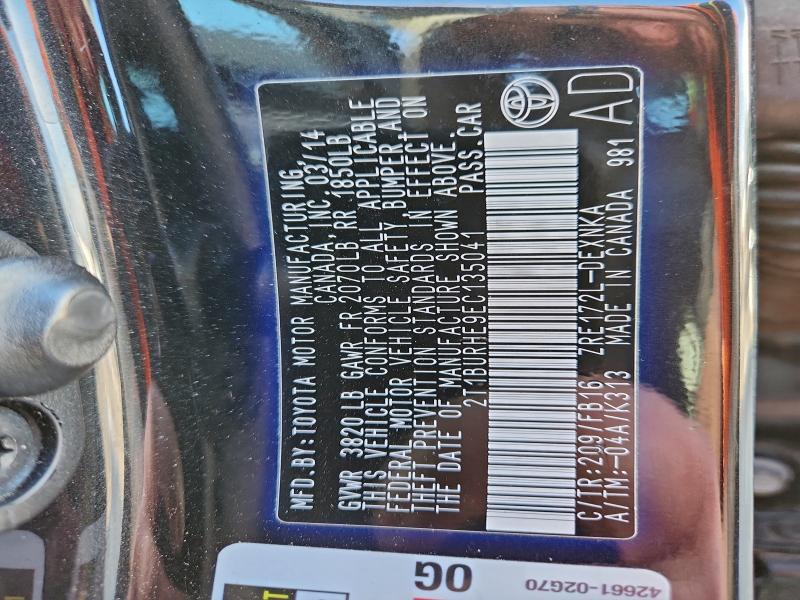 MFD.BY:TOYOTA MOTOR MANUFACTURING
CANADA, INC. 03/14
GVWR 3820LB GAWR FR 2070LB RR 1850LB
THIS VEHICLE CONFORMS TO ALL APPLICABLE
FEDERAL MOTOR VEHICLE SAFETY, BUMPER, AND
THEFT PREVENTION STANDARDS IN EFFECT ON
THE DATE OF MANUFACTURE SHOWN ABOVE.
2T1BURHE9EC135041 PASS.CAR
C/TR:209/FB16 ZRE172L-DEXNKA
A/TM:-04A/K313 MADE IN CANADA 981
AD
0G
42661-02G70